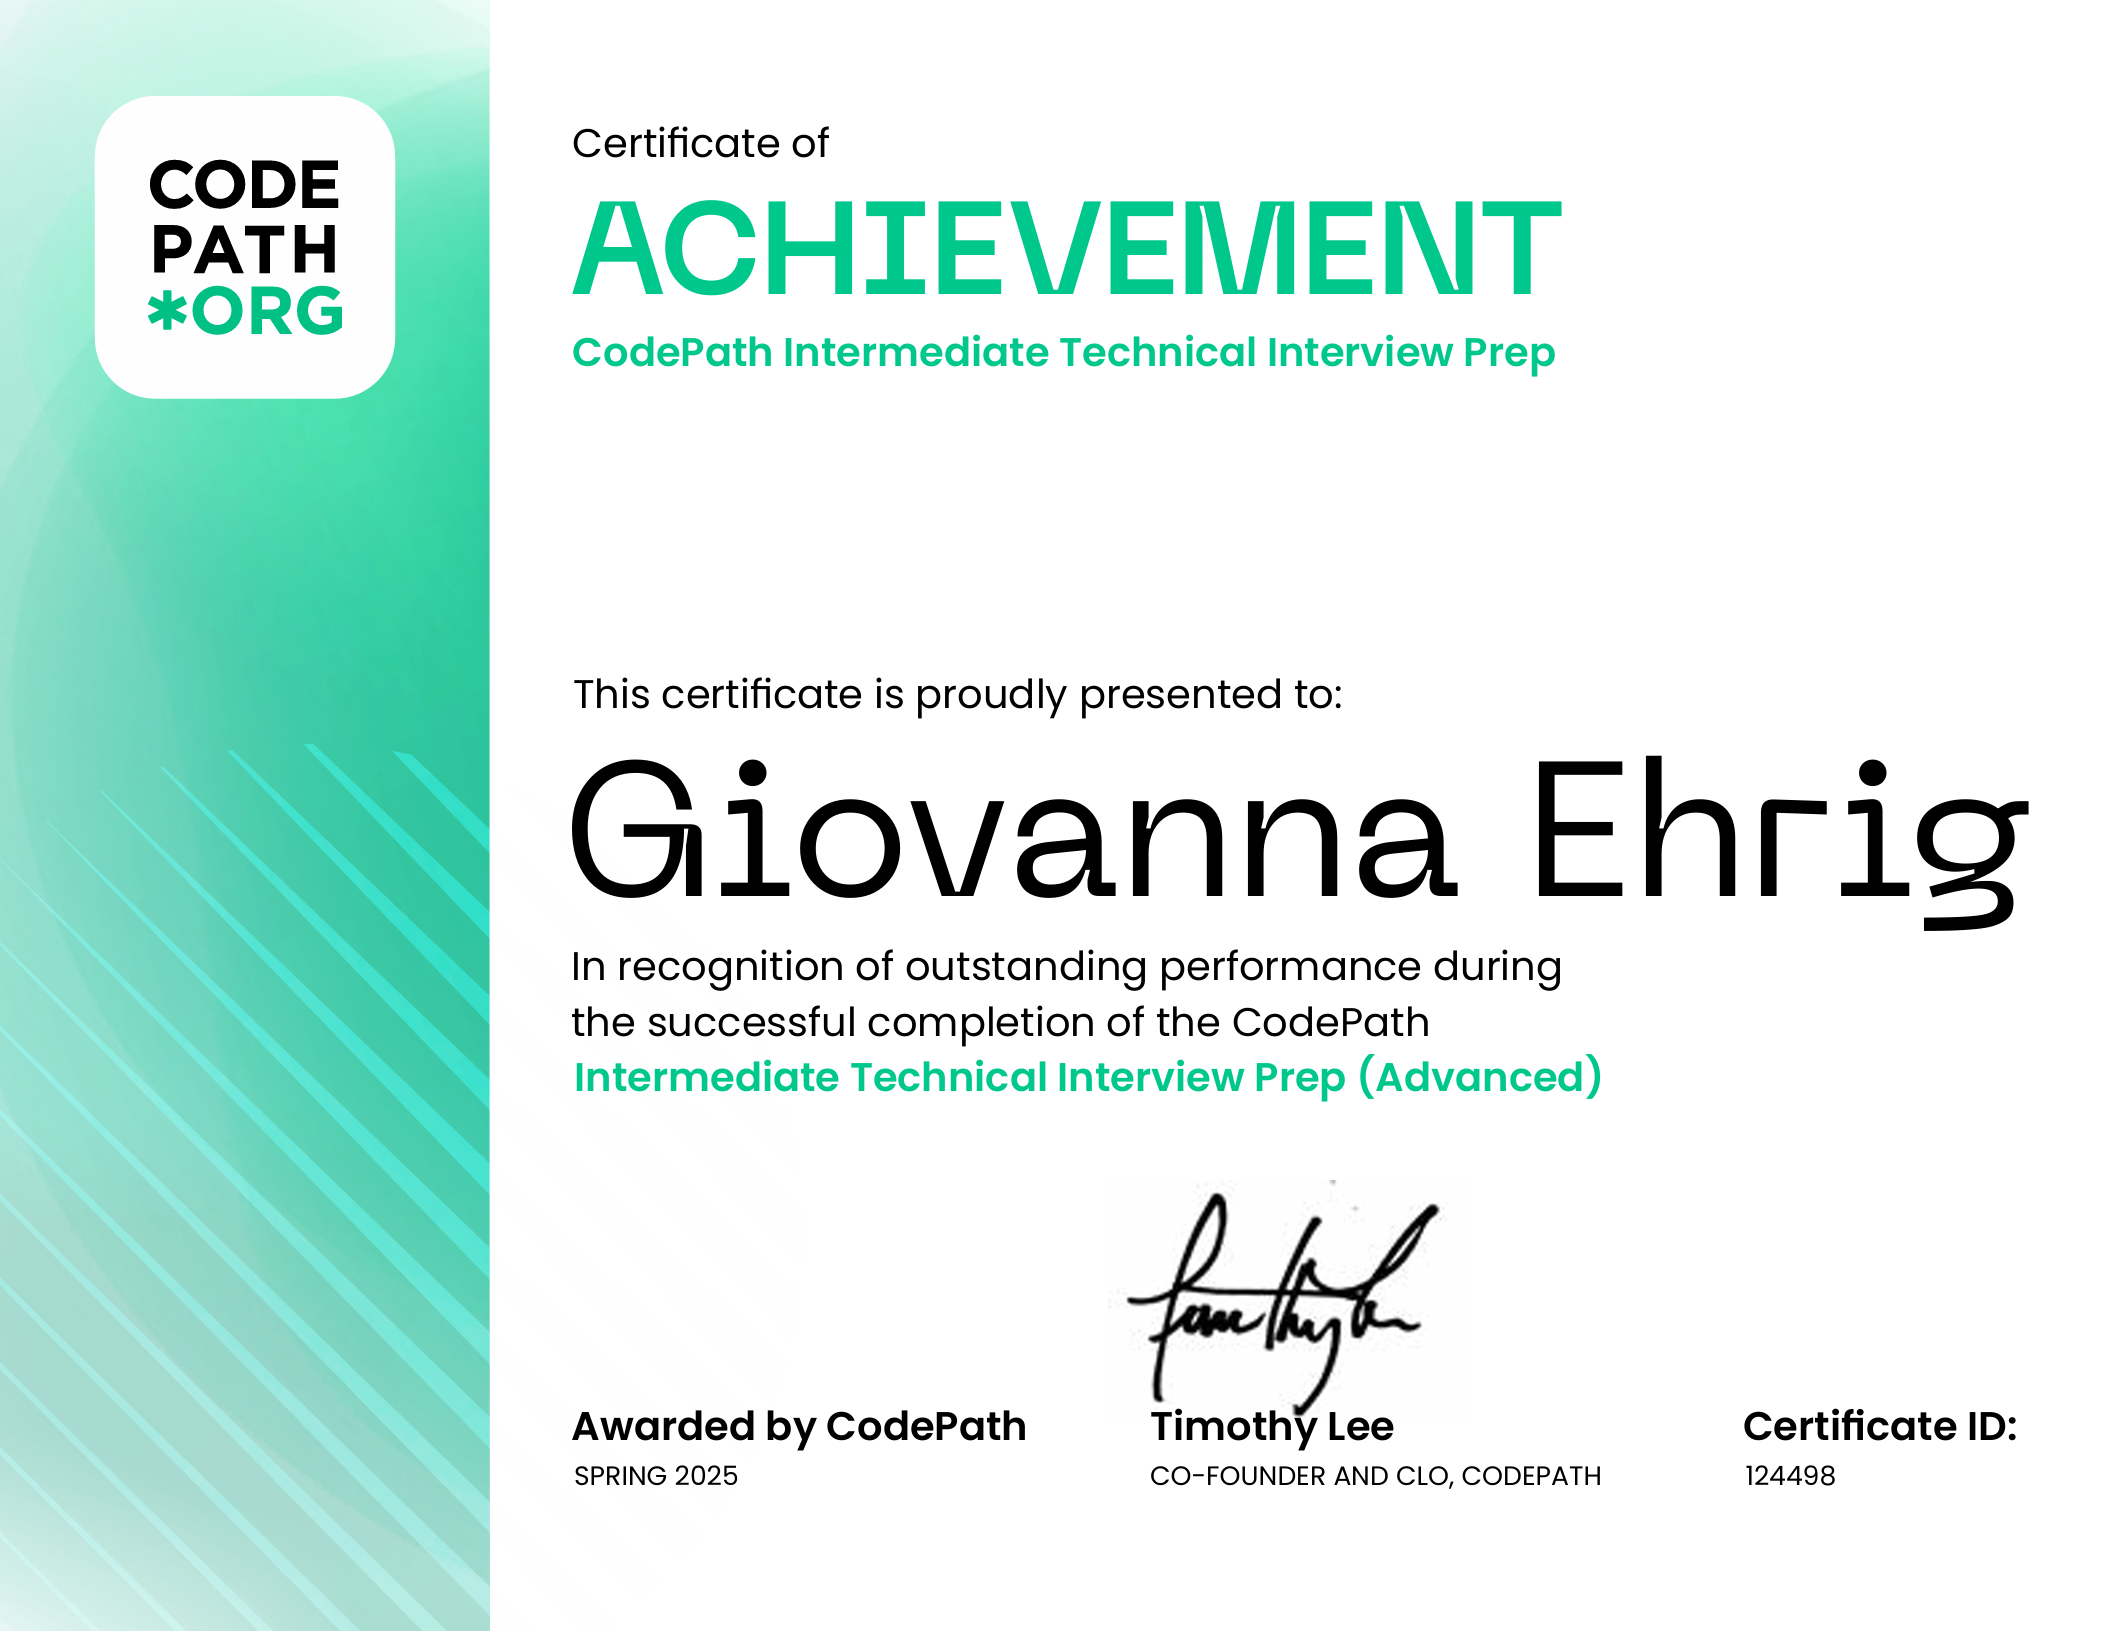 CODE
PATH
*ORG
Certificate of
ACHIEVEMENT
CodePath Intermediate Technical Interview Prep
This certificate is proudly presented to:
Giovanna Ehrig
In recognition of outstanding performance during
the successful completion of the CodePath
Intermediate Technical Interview Prep (Advanced)
Awarded by CodePath
SPRING 2025
Timothy Lee
CO-FOUNDER AND CLO, CODEPATH
Certificate ID:
124498